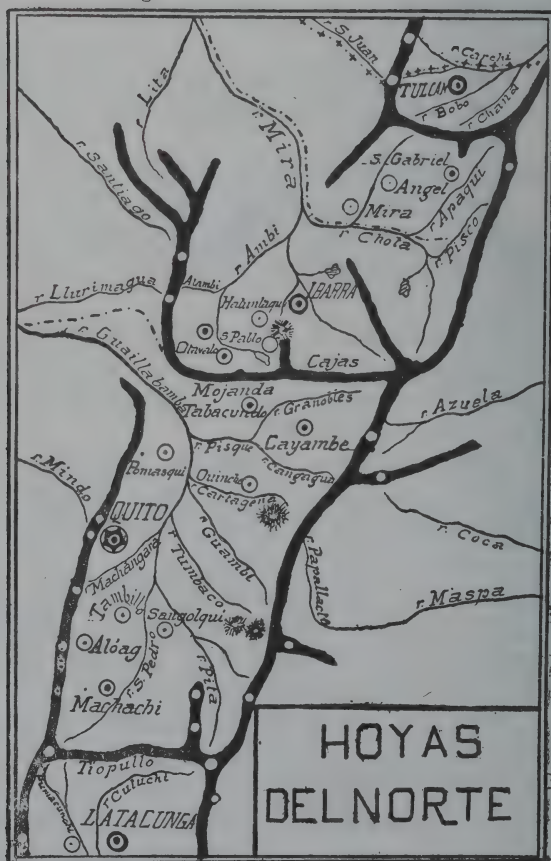 r. S. Juan
r. Carchi
TULCAN
r. Bobo
r. Chana
r. Lita
r. Mira
S. Gabriel
Angel
Mira
r. Apaqui
r. Chota
r. Pisco
r. Santiago
r. Ambi
r. Llurimagua
Alambi
IBARRA
Hatuntaqui
S. Pablo
Otavalo
Cajas
r. Guaillabamba
Mojanda
Tabacundo
r. Granobles
r. Azuela
r. Pisque
Cayambe
r. Cangagua
Pomasqui
Quinche
r. Cartagena
r. Mindo
QUITO
r. Guambi
r. Coca
r. Machángara
r. Tumbaco
r. Papallacta
r. Maspa
Tambillo
Sangolqui
Alóag
r. S. Pedro
r. Pita
Machachi
HOYAS
DEL NORTE
Tiopullo
r. Cutuchi
LATACUNGA